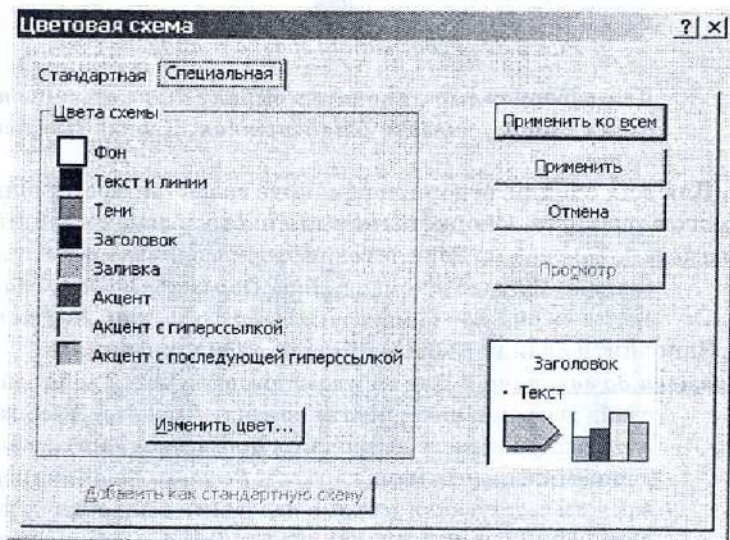 Цветовая схема
Стандартная Специальная
Цвета схемы
Фон
Текст и линии
Тени
Заголовок
Заливка
Акцент
Акцент с гиперссылкой
Акцент с последующей гиперссылкой
Изменить цвет...
Добавить как стандартную схему
Применить ко всем
Применить
Отмена
Просмотр
Заголовок
• Текст